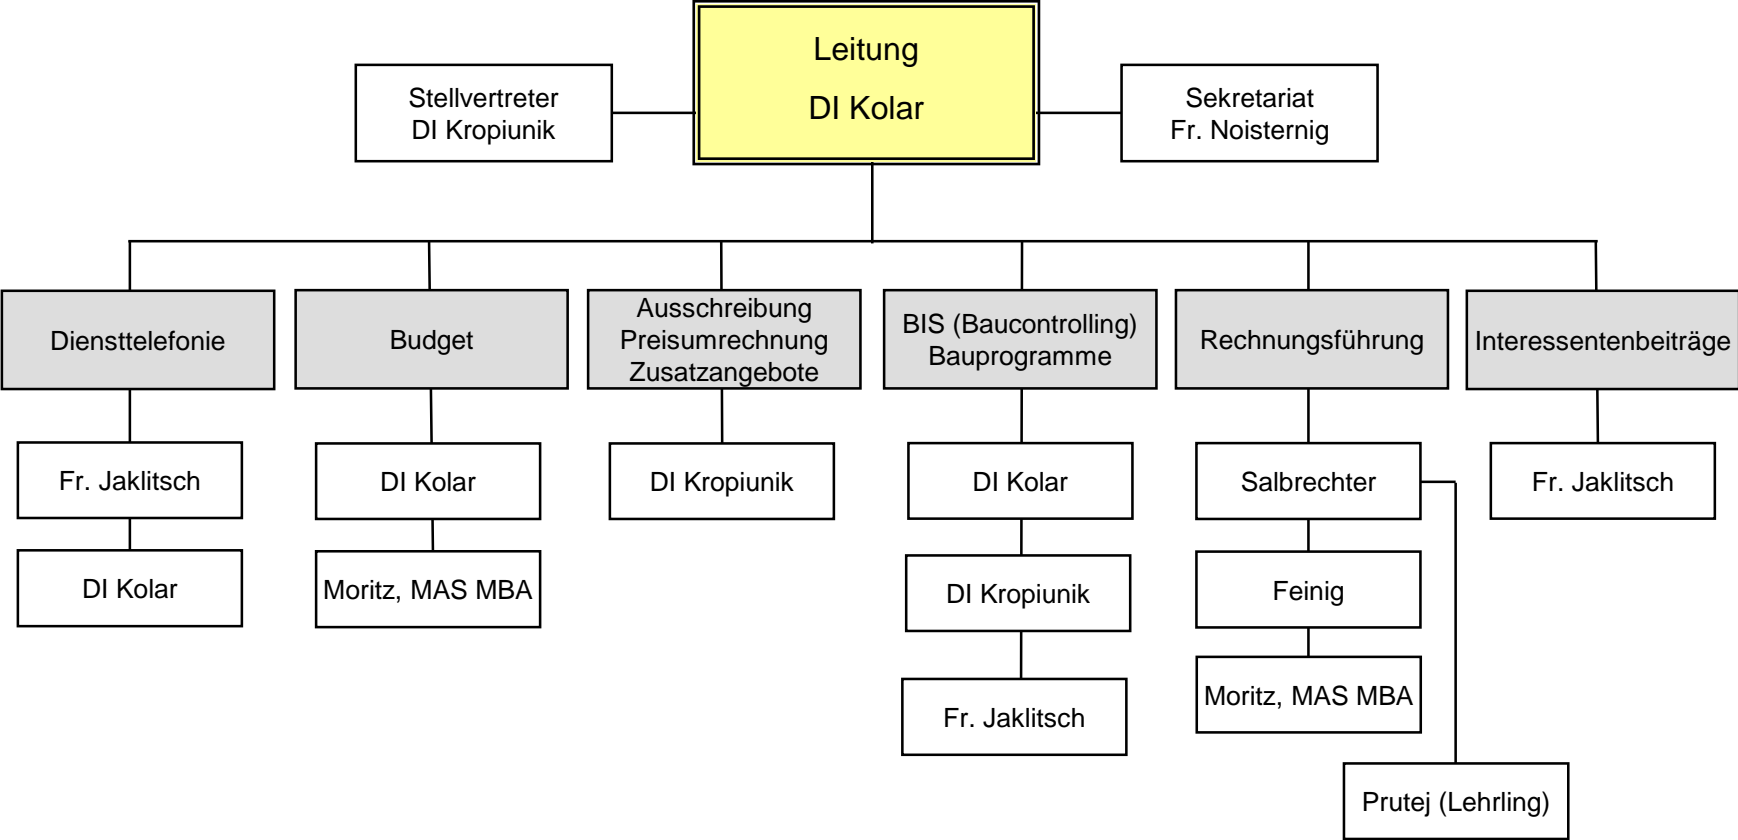 Leitung
DI Kolar
Stellvertreter
DI Kropiunik
Sekretariat
Fr. Noisternig
Diensttelefonie
Budget
Ausschreibung
Preisumrechnung
Zusatzangebote
BIS (Baucontrolling)
Bauprogramme
Rechnungsführung
Interessentenbeiträge
Fr. Jaklitsch
DI Kolar
DI Kropiunik
DI Kolar
Salbrechter
Fr. Jaklitsch
DI Kolar
Moritz, MAS MBA
DI Kropiunik
Feinig
Fr. Jaklitsch
Moritz, MAS MBA
Prutej (Lehrling)